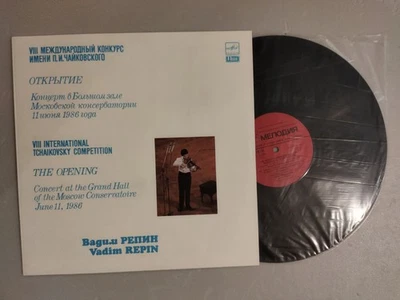 VIII МЕЖДУНАРОДНЫЙ КОНКУРС
ИМЕНИ П.И.ЧАЙКОВСКОГО
ОТКРЫТИЕ
Концерт в Большом зале
Московской консерватории
11 июня 1986 года
VIII INTERNATIONAL
TCHAIKOVSKY COMPETITION
THE OPENING
Concert at the Grand Hall
of the Moscow Conservatoire
June 11, 1986
Вадим РЕПИН
Vadim REPIN
МЕЛОДИЯ